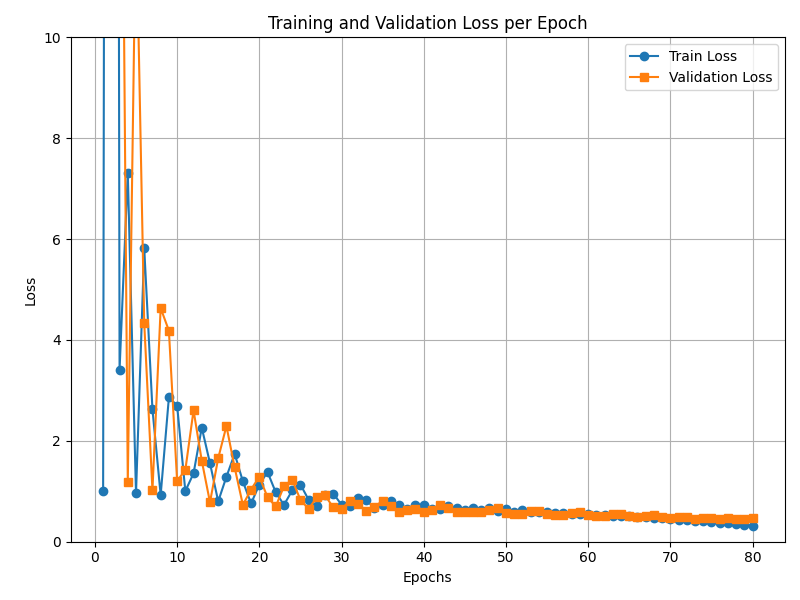 Training and Validation Loss per Epoch
Train Loss
Validation Loss
10
8
6
4
2
0
Loss
0 10 20 30 40 50 60 70 80
Epochs